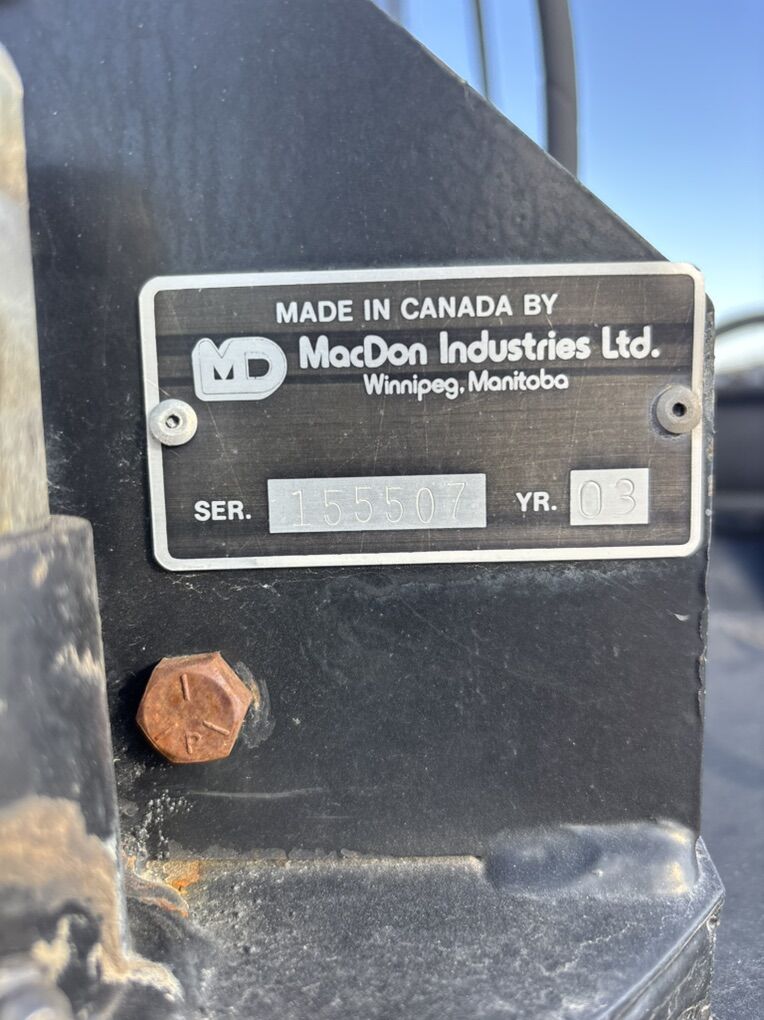 MADE IN CANADA BY
MD MacDon Industries Ltd.
Winnipeg, Manitoba
SER. 155507 YR. 03
P